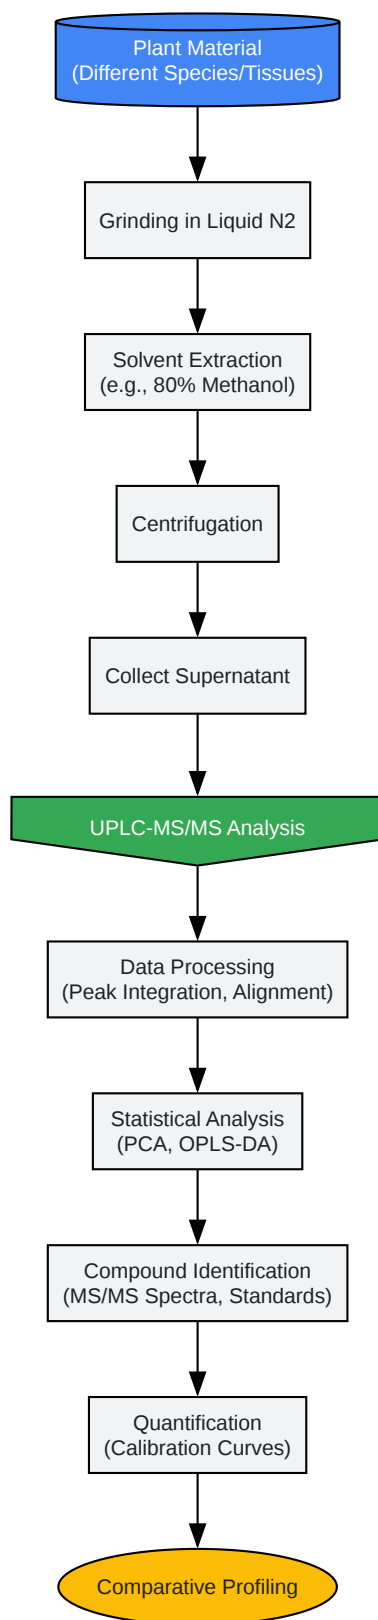 Plant Material
(Different Species/Tissues)
Grinding in Liquid N2
Solvent Extraction
(e.g., 80% Methanol)
Centrifugation
Collect Supernatant
UPLC-MS/MS Analysis
Data Processing
(Peak Integration, Alignment)
Statistical Analysis
(PCA, OPLS-DA)
Compound Identification
(MS/MS Spectra, Standards)
Quantification
(Calibration Curves)
Comparative Profiling